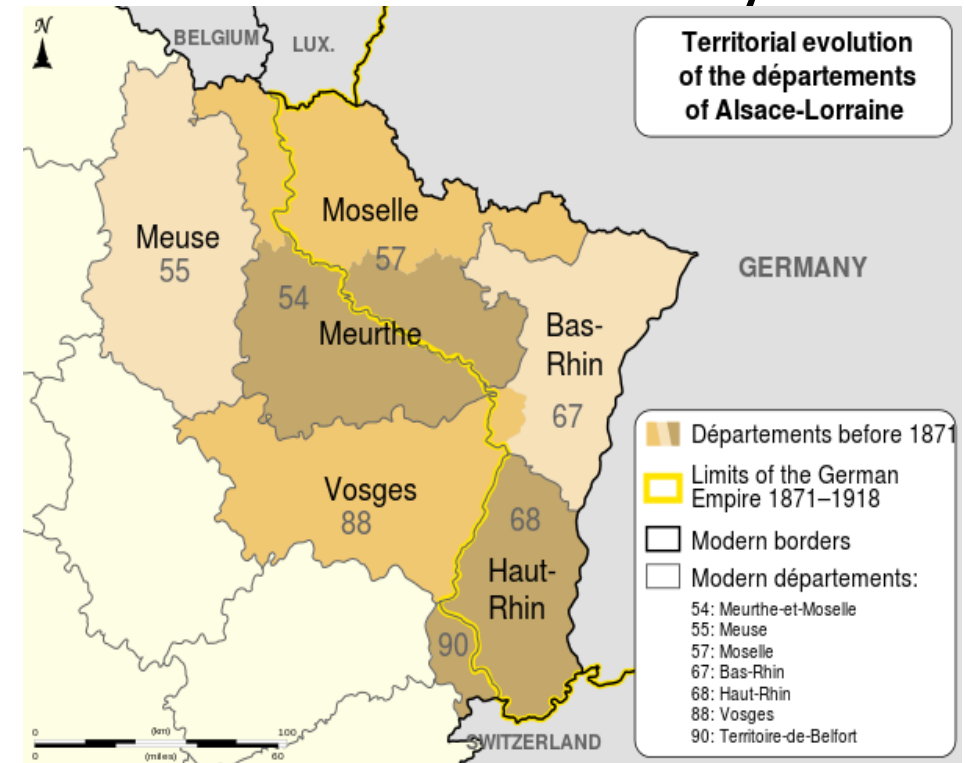 N
BELGIUM
LUX.
Territorial evolution
of the départements
of Alsace-Lorraine
Moselle
57
Meuse
55
GERMANY
54
Meurthe
Bas-
Rhin
67
Vosges
88
68
Haut-
Rhin
90
SWITZERLAND
Départements before 1871
Limits of the German
Empire 1871–1918
Modern borders
Modern départements:
54: Meurthe-et-Moselle
55: Meuse
57: Moselle
67: Bas-Rhin
68: Haut-Rhin
88: Vosges
90: Territoire-de-Belfort
0 (km) 100
0 (miles) 60